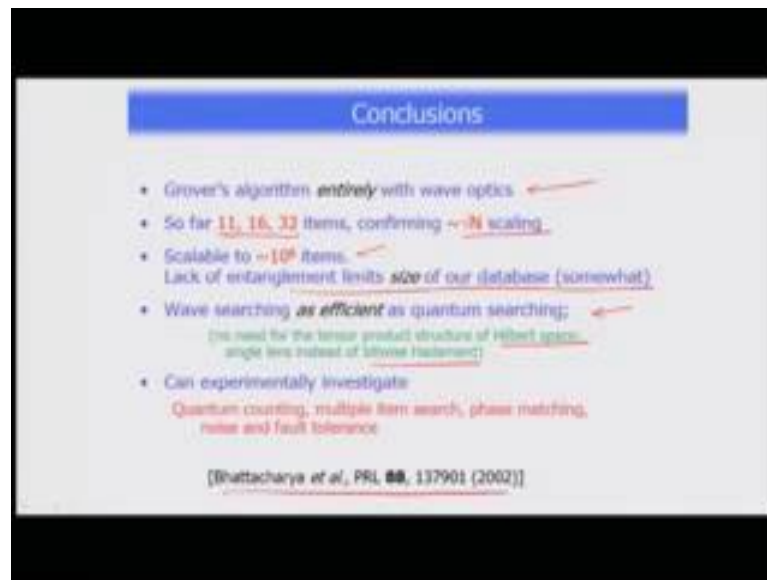 Conclusions
• Grover's algorithm entirely with wave optics
• So far 11, 16, 32 items, confirming ~√N scaling
• Scalable to ~10⁶ items.
Lack of entanglement limits size of our database (somewhat)
• Wave searching as efficient as quantum searching;
(no need for the tensor product structure of Hilbert space,
single lens instead of bitwise Hadamard)
• Can experimentally investigate
Quantum counting, multiple item search, phase matching,
noise and fault tolerance
[Bhattacharya et al., PRL 88, 137901 (2002)]